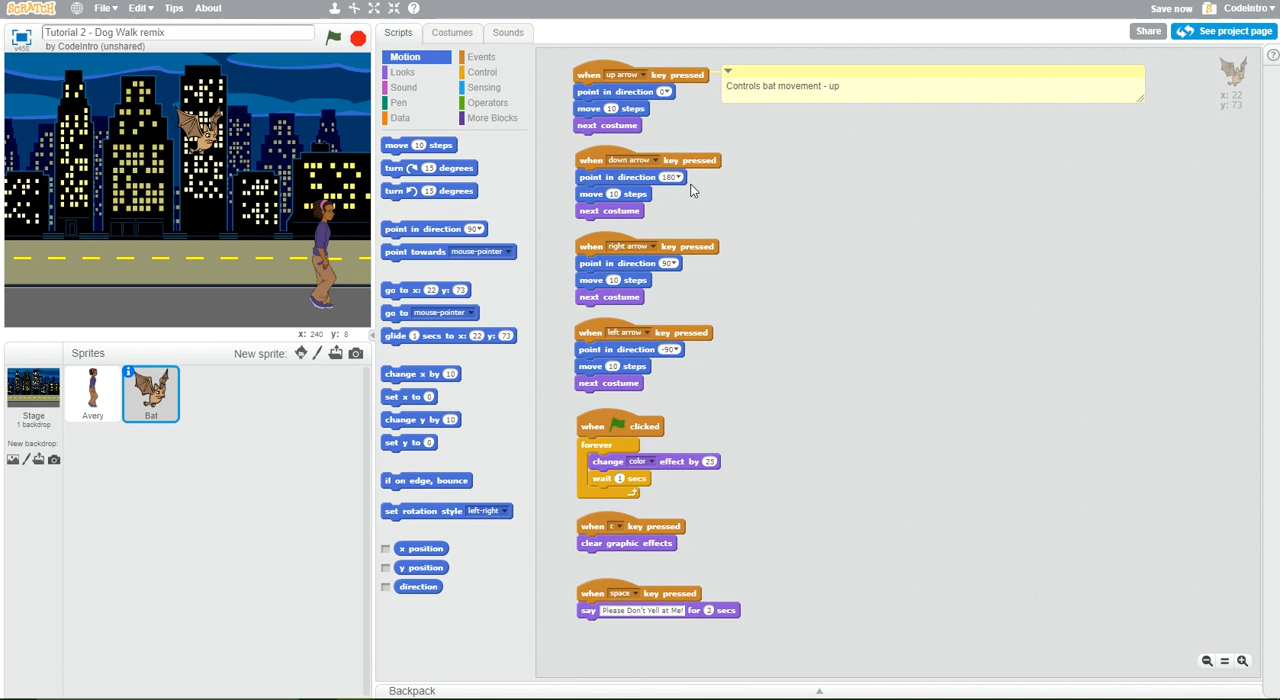 SCRATCH File Edit Tips About Save now CodeIntro
Tutorial 2 - Dog Walk remix
by CodeIntro (unshared)
v458
Scripts Costumes Sounds Share See project page
Motion Events
Looks Control
Sound Sensing
Pen Operators
Data More Blocks
move 10 steps
turn 15 degrees
turn 15 degrees
point in direction 90
point towards mouse-pointer
go to x: 22 y: 73
go to mouse-pointer
glide 1 secs to x: 22 y: 73
change x by 10
set x to 0
change y by 10
set y to 0
if on edge, bounce
set rotation style left-right
x position
y position
direction
when up arrow key pressed
point in direction 0
move 10 steps
next costume
Controls bat movement - up
x: 22
y: 73
when down arrow key pressed
point in direction 180
move 10 steps
next costume
when right arrow key pressed
point in direction 90
move 10 steps
next costume
when left arrow key pressed
point in direction -90
move 10 steps
next costume
when clicked
forever
change color effect by 25
wait 1 secs
when c key pressed
clear graphic effects
when space key pressed
say Please Don't Yell at Me! for 2 secs
x: 240 y: 8
Sprites New sprite:
Stage
1 backdrop
New backdrop:
Avery
Bat
Backpack